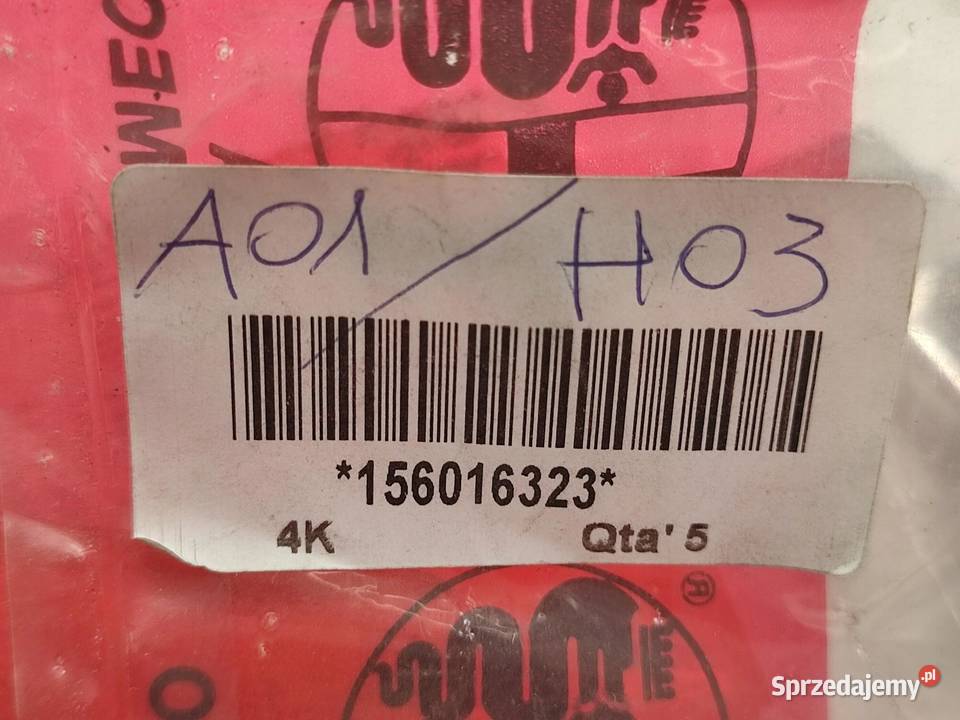 A01 / H03
*156016323*
4K Qta' 5
®
Sprzedajemy.pl